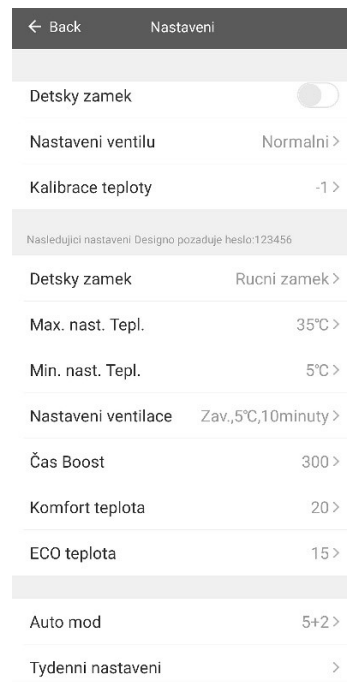 ← Back Nastaveni
Detsky zamek
Nastaveni ventilu Normalni >
Kalibrace teploty -1 >
Nasledujici nastaveni Designo pozaduje heslo:123456
Detsky zamek Rucni zamek >
Max. nast. Tepl. 35℃ >
Min. nast. Tepl. 5℃ >
Nastaveni ventilace Zav.,5℃,10minuty >
Čas Boost 300 >
Komfort teplota 20 >
ECO teplota 15 >
Auto mod 5+2 >
Tydenni nastaveni >